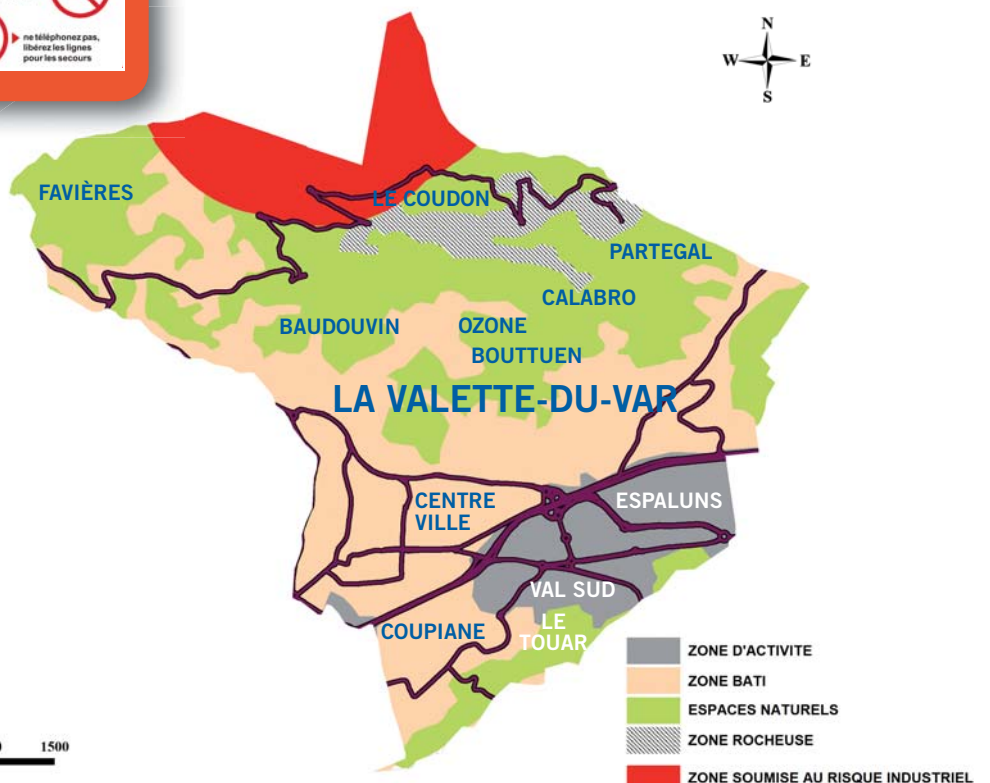 ne téléphonez pas,
libérez les lignes
pour les secours
N
W
E
S
FAVIÈRES
LE COUDON
PARTEGAL
CALABRO
BAUDOUVIN
OZONE
BOUTTUEN
LA VALETTE-DU-VAR
CENTRE
VILLE
ESPALUNS
VAL SUD
LE
TOUAR
COUPIANE
ZONE D'ACTIVITE
ZONE BATI
ESPACES NATURELS
ZONE ROCHEUSE
ZONE SOUMISE AU RISQUE INDUSTRIEL
1500